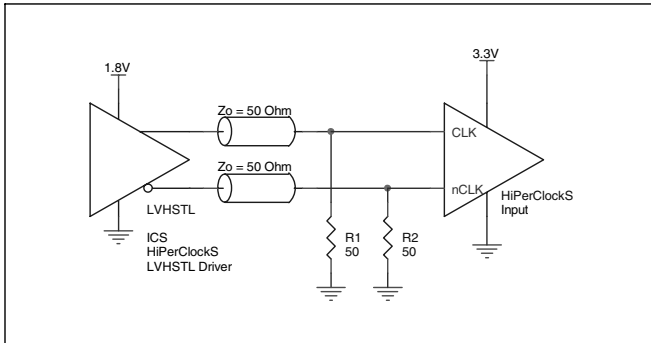 1.8V
3.3V
Zo = 50 Ohm
CLK
Zo = 50 Ohm
nCLK
HiPerClockS
Input
LVHSTL
ICS
HiPerClockS
LVHSTL Driver
R1
50
R2
50